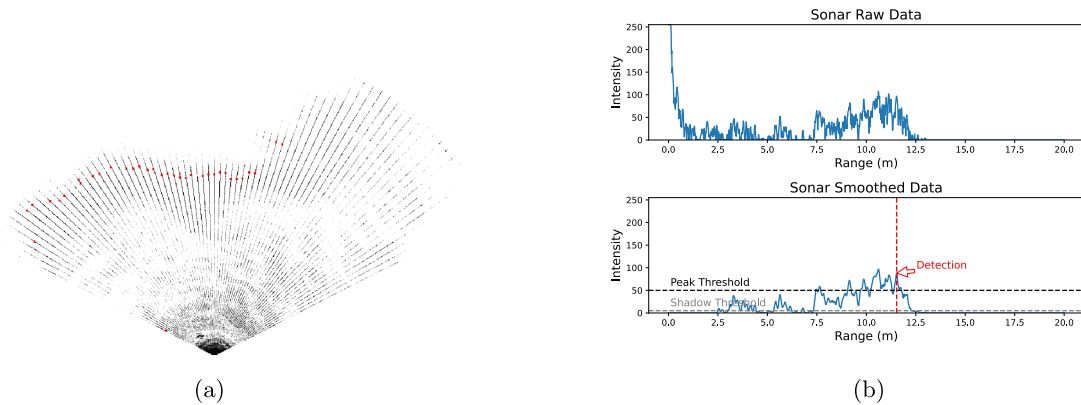 Sonar Raw Data
250
200
150
100
50
0
Intensity
0.0 2.5 5.0 7.5 10.0 12.5 15.0 17.5 20.0
Range (m)
Sonar Smoothed Data
250
200
150
100
50
0
Intensity
Detection
Peak Threshold
Shadow Threshold
0.0 2.5 5.0 7.5 10.0 12.5 15.0 17.5 20.0
Range (m)
(a) (b)